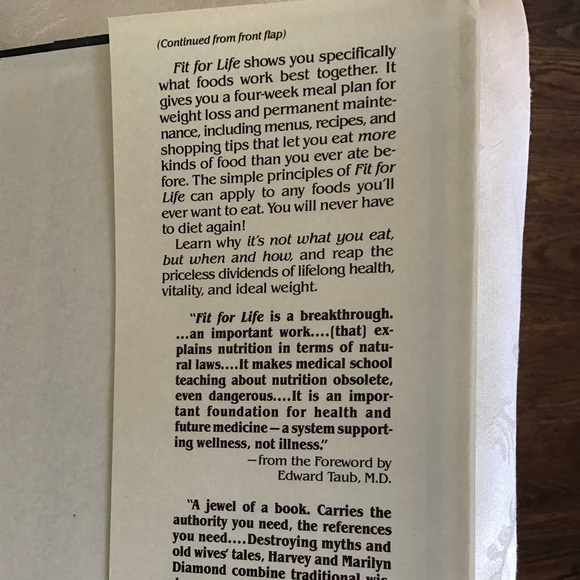 (Continued from front flap)
Fit for Life shows you specifically
what foods work best together. It
gives you a four-week meal plan for
weight loss and permanent mainte-
nance, including menus, recipes, and
shopping tips that let you eat more
kinds of food than you ever ate be-
fore. The simple principles of Fit for
Life can apply to any foods you'll
ever want to eat. You will never have
to diet again!
Learn why it's not what you eat,
but when and how, and reap the
priceless dividends of lifelong health,
vitality, and ideal weight.
"Fit for Life is a breakthrough.
...an important work....[that] ex-
plains nutrition in terms of natu-
ral laws....It makes medical school
teaching about nutrition obsolete,
even dangerous....It is an impor-
tant foundation for health and
future medicine—a system support-
ing wellness, not illness."
—from the Foreword by
Edward Taub, M.D.
"A jewel of a book. Carries the
authority you need, the references
you need....Destroying myths and
old wives' tales, Harvey and Marilyn
Diamond combine traditional wis-